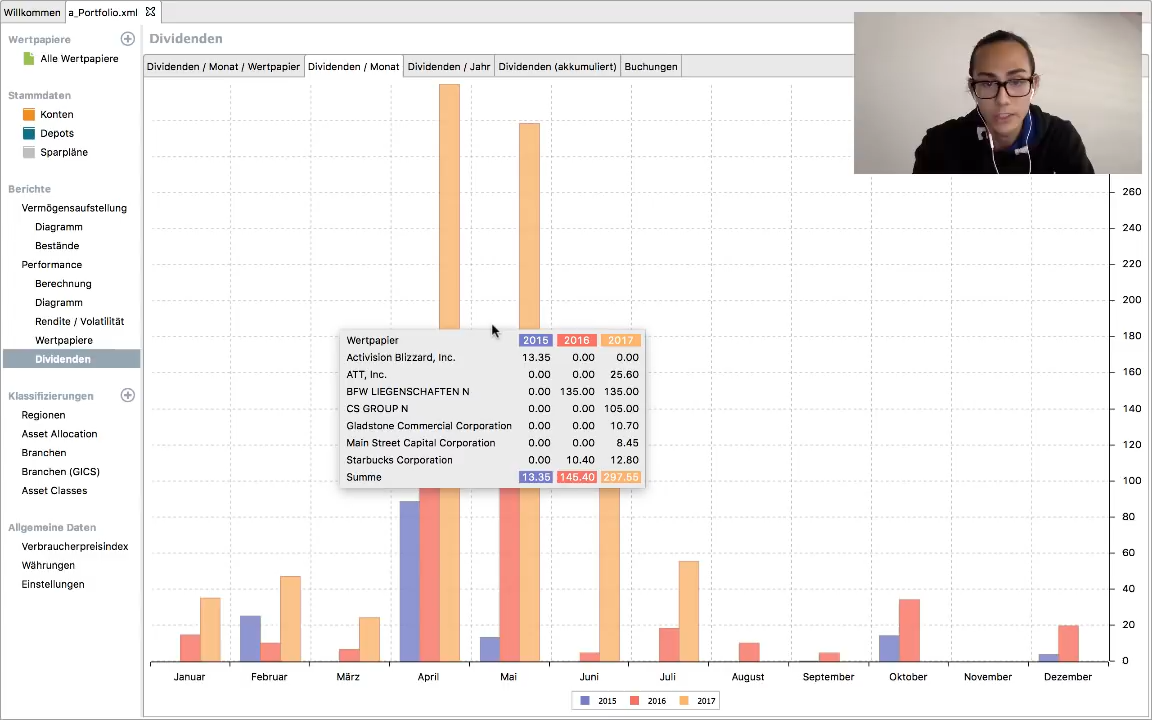 Willkommen
a_Portfolio.xml
Wertpapiere
Alle Wertpapiere
Stammdaten
Konten
Depots
Sparpläne
Berichte
Vermögensaufstellung
Diagramm
Bestände
Performance
Berechnung
Diagramm
Rendite / Volatilität
Wertpapiere
Dividenden
Klassifizierungen
Regionen
Asset Allocation
Branchen
Branchen (GICS)
Asset Classes
Allgemeine Daten
Verbraucherpreisindex
Währungen
Einstellungen
Dividenden
Dividenden / Monat / Wertpapier
Dividenden / Monat
Dividenden / Jahr
Dividenden (akkumuliert)
Buchungen
260
240
220
200
180
160
140
120
100
80
60
40
20
0
Wertpapier 2015 2016 2017
Activision Blizzard, Inc. 13.35 0.00 0.00
ATT, Inc. 0.00 0.00 25.60
BFW LIEGENSCHAFTEN N 0.00 135.00 135.00
CS GROUP N 0.00 0.00 105.00
Gladstone Commercial Corporation 0.00 0.00 10.70
Main Street Capital Corporation 0.00 0.00 8.45
Starbucks Corporation 0.00 10.40 12.80
Summe 13.35 145.40 297.55
Januar Februar März April Mai Juni Juli August September Oktober November Dezember
2015 2016 2017